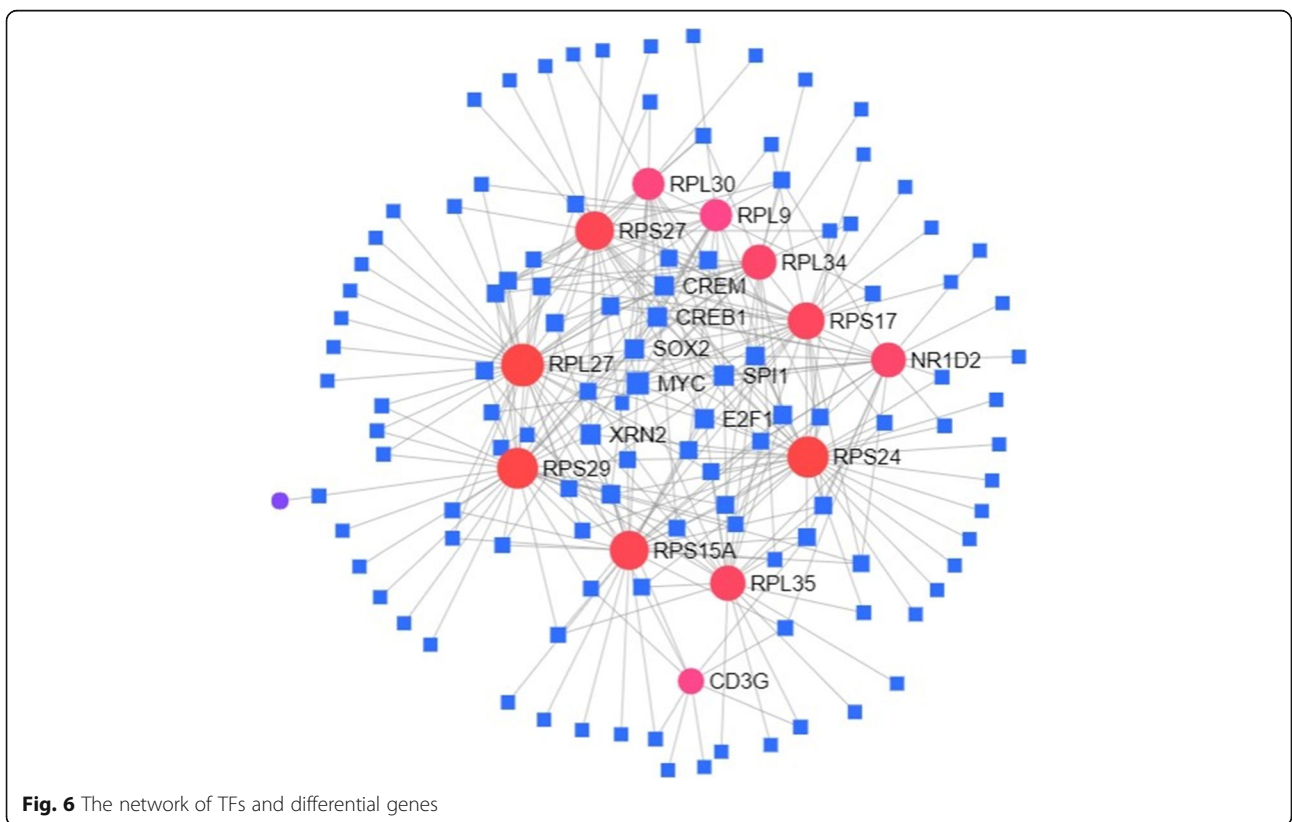 RPL30
RPL9
RPS27
RPL34
CREM
CREB1
RPS17
SOX2
NR1D2
RPL27
SPI1
MYC
E2F1
XRN2
RPS24
RPS29
RPS15A
RPL35
CD3G
Fig. 6 The network of TFs and differential genes